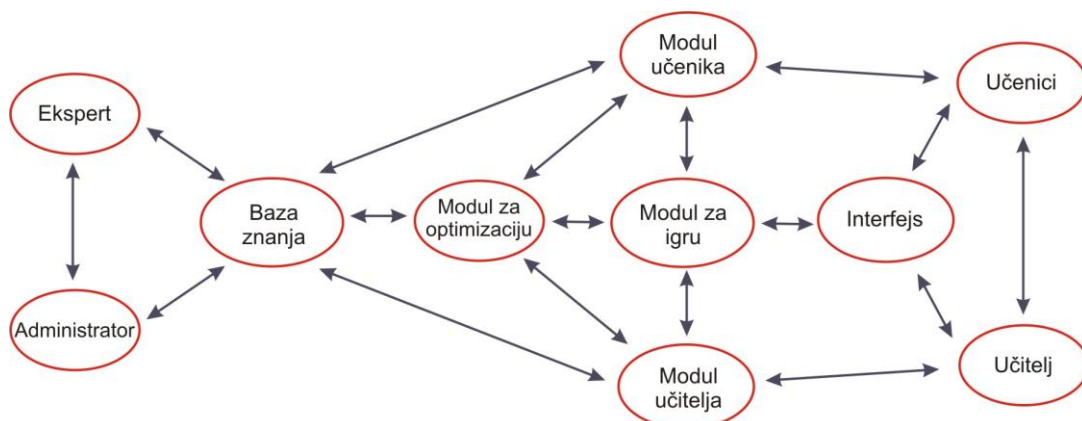 Modul
učenika
Učenici
Ekspert
Baza
znanja
Modul za
optimizaciju
Modul za
igru
Interfejs
Administrator
Modul
učitelja
Učitelj